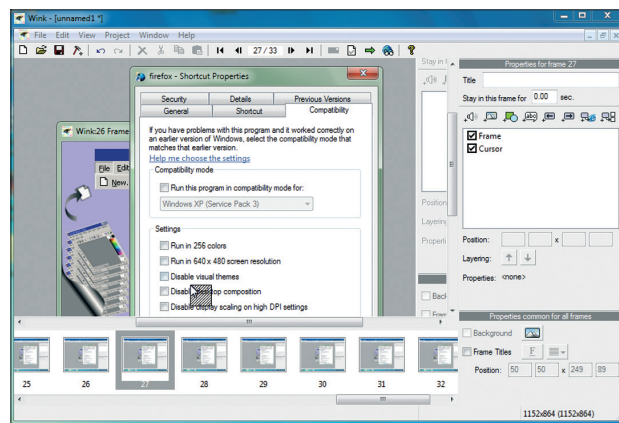 Wink - [unnamed1 *]
File Edit View Project Window Help
27 / 33
Stay in t
Properties for frame 27
Title
Stay in this frame for 0.00 sec.
Frame
Cursor
Position: x
Layering:
Properties: <none>
Properties common for all frames
Background
Frame Titles F
Position: 50 50 x 249 89
firefox - Shortcut Properties
Security Details Previous Versions
General Shortcut Compatibility
If you have problems with this program and it worked correctly on
an earlier version of Windows, select the compatibility mode that
matches that earlier version.
Help me choose the settings
Compatibility mode
Run this program in compatibility mode for:
Windows XP (Service Pack 3)
Settings
Run in 256 colors
Run in 640 x 480 screen resolution
Disable visual themes
Disable desktop composition
Disable display scaling on high DPI settings
Wink:26 Frame
File Edit
New.
Position
Layering
Properti
Back
25 26 27 28 29 30 31 32
1152x864 (1152x864)